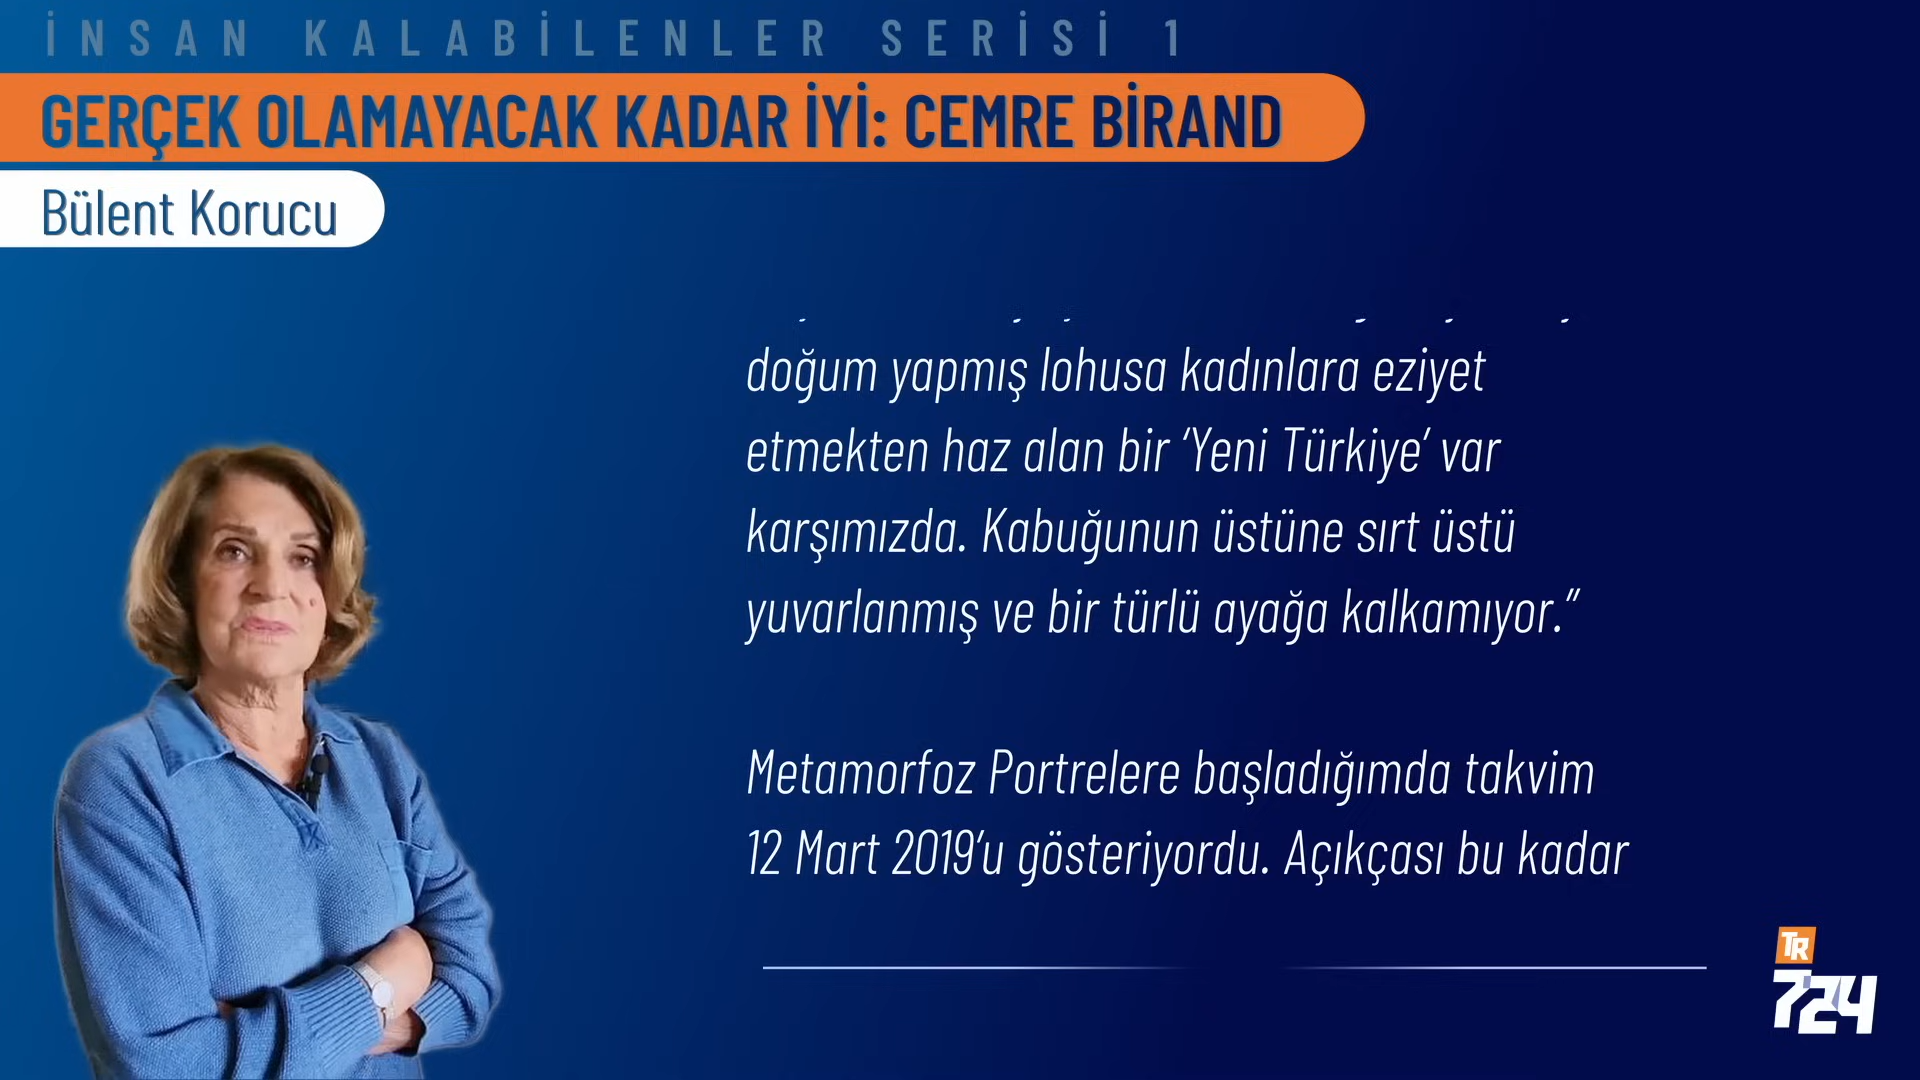 İNSAN KALABİLENLER SERİSİ 1
GERÇEK OLAMAYACAK KADAR İYİ: CEMRE BİRAND
Bülent Korucu
doğum yapmış lohusa kadınlara eziyet
etmekten haz alan bir ‘Yeni Türkiye’ var
karşımızda. Kabuğunun üstüne sırt üstü
yuvarlanmış ve bir türlü ayağa kalkamıyor.”
Metamorfoz Portrelere başladığımda takvim
12 Mart 2019’u gösteriyordu. Açıkçası bu kadar
TR
724